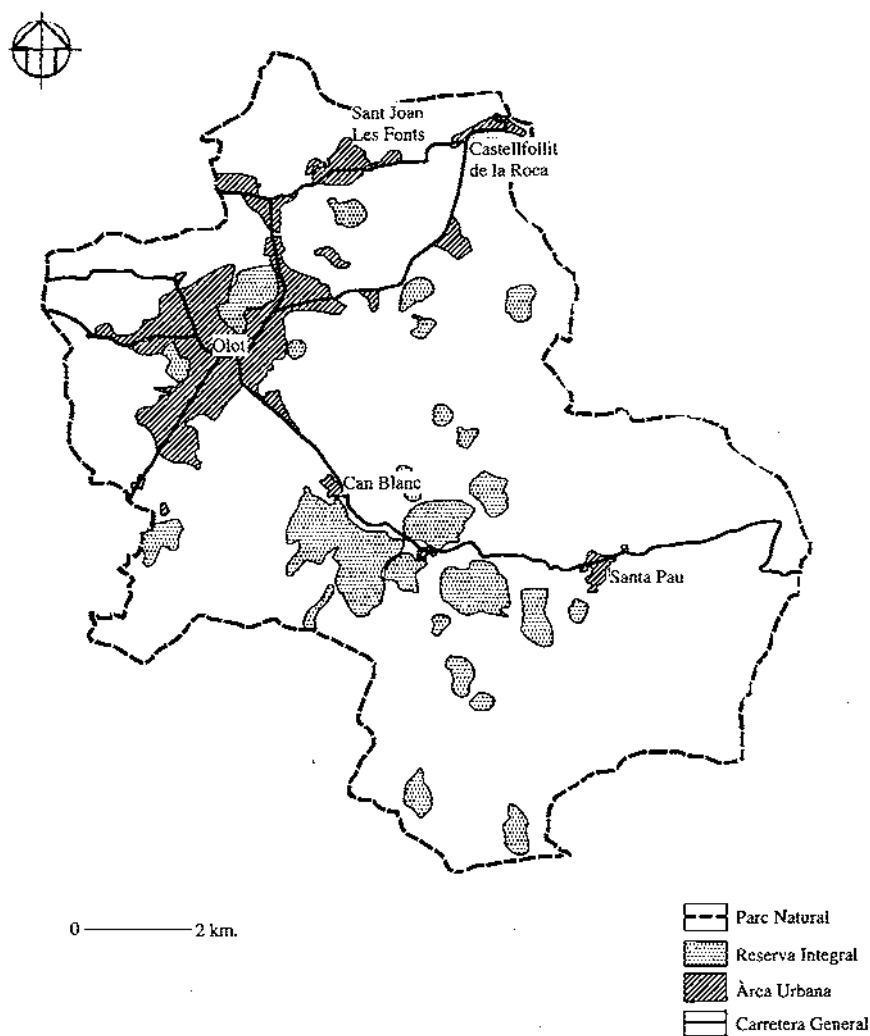 Sant Joan
Les Fonts
Castellfollit
de la Roca
Olot
Can Blanc
Santa Pau
0 2 km.
Parc Natural
Reserva Integral
Àrea Urbana
Carretera General